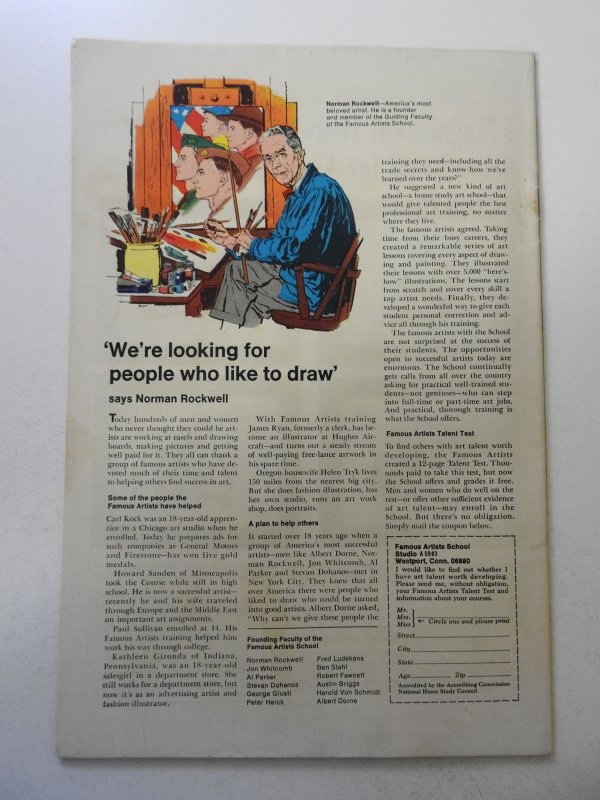 Norman Rockwell—America's most
beloved artist. He is a founder
and member of the Guiding Faculty
of the Famous Artists School.
'We're looking for
people who like to draw'
says Norman Rockwell
Today hundreds of men and women
who never thought they could be art-
ists are working at easels and drawing
boards, making pictures and getting
well paid for it. They all can thank a
group of famous artists who have de-
voted much of their time and talent
to helping others find success in art.
Some of the people the
Famous Artists have helped
Carl Kock was an 18-year-old appren-
tice in a Chicago art studio when he
enrolled. Today he prepares ads for
such companies as General Motors
and Firestone—has won five gold
medals.
Howard Sanden of Minneapolis
took the Course while still in high
school. He is now a successful artist—
recently he and his wife traveled
through Europe and the Middle East
on important art assignments.
Paul Sullivan enrolled at 14. His
Famous Artists training helped him
work his way through college.
Kathleen Gironda of Indiana,
Pennsylvania, was an 18-year-old
salesgirl in a department store. She
still works for a department store, but
now it's as an advertising artist and
fashion illustrator.
With Famous Artists training
James Ryan, formerly a clerk, has be-
come an illustrator at Hughes Air-
craft—and turns out a steady stream
of well-paying free-lance artwork in
his spare time.
Oregon housewife Helen Tryk lives
150 miles from the nearest big city.
But she does fashion illustration, has
her own studio, runs an art work
shop, does portraits.
A plan to help others
It started over 18 years ago when a
group of America's most successful
artists—men like Albert Dorne, Nor-
man Rockwell, Jon Whitcomb, Al
Parker and Stevan Dohanos—met in
New York City. They knew that all
over America there were people who
liked to draw who could be turned
into good artists. Albert Dorne asked,
"Why can't we give these people the
Founding Faculty of the
Famous Artists School
Norman Rockwell
Jon Whitcomb
Al Parker
Stevan Dohanos
George Giusti
Peter Helck
Fred Ludekens
Ben Stahl
Robert Fawcett
Austin Briggs
Harold Von Schmidt
Albert Dorne
training they need—including all the
trade secrets and know-how we've
learned over the years?"
He suggested a new kind of art
school—a home study art school—that
would give talented people the best
professional art training, no matter
where they live.
The famous artists agreed. Taking
time from their busy careers, they
created a remarkable series of art
lessons covering every aspect of draw-
ing and painting. They illustrated
their lessons with over 5,000 "here's-
how" illustrations. The lessons start
from scratch and cover every skill a
top artist needs. Finally, they de-
veloped a wonderful way to give each
student personal correction and ad-
vice all through his training.
The famous artists with the School
are not surprised at the success of
their students. The opportunities
open to successful artists today are
enormous. The School continually
gets calls from all over the country
asking for practical well-trained stu-
dents—not geniuses—who can step
into full-time or part-time art jobs.
And practical, thorough training is
what the School offers.
Famous Artists Talent Test
To find others with art talent worth
developing, the Famous Artists
created a 12-page Talent Test. Thou-
sands paid to take this test, but now
the School offers and grades it free.
Men and women who do well on the
test—or offer other sufficient evidence
of art talent—may enroll in the
School. But there's no obligation.
Simply mail the coupon below.
Famous Artists School
Studio A 5983
Westport, Conn. 06880
I would like to find out whether I
have art talent worth developing.
Please send me, without obligation,
your Famous Artists Talent Test and
information about your courses.
Mr.
Mrs. ← Circle one and please print
Miss
Street
City
State
Age Zip
Accredited by the Accrediting Commission
National Home Study Council